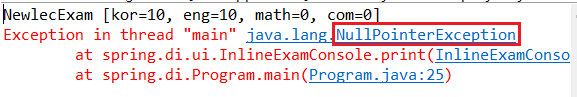 NewlecExam [kor=10, eng=10, math=0, com=0]
Exception in thread "main" java.lang.NullPointerException
at spring.di.ui.InlineExamConsole.print(InlineExamConso
at spring.di.Program.main(Program.java:25)